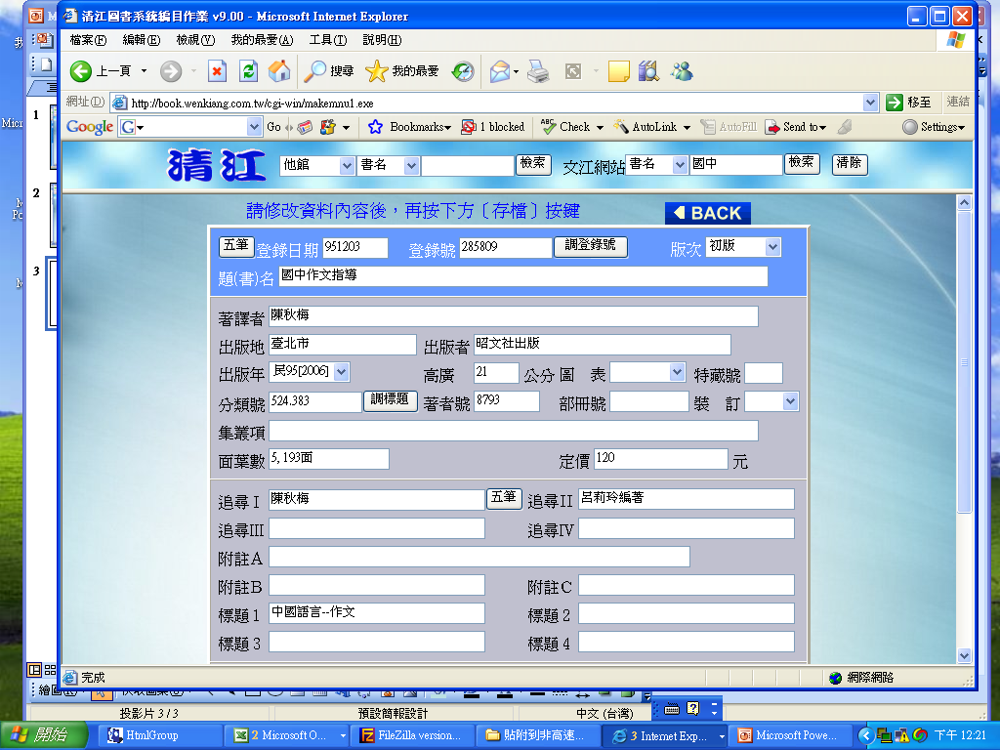 清江圖書系統編目作業 v9.00 - Microsoft Internet Explorer
檔案(F) 編輯(E) 檢視(V) 我的最愛(A) 工具(T) 說明(H)
上一頁 搜尋 我的最愛
網址(D) http://book.wenkiang.com.tw/cgi-win/makemnu1.exe 移至 連結
Google G Go Bookmarks 1 blocked Check AutoLink AutoFill Send to Settings
清江 他館 書名 檢索 文江網站 書名 國中 檢索 清除
請修改資料內容後，再按下方〔存檔〕按鍵 BACK
五筆 登錄日期 951203 登錄號 285809 調登錄號 版次 初版
題(書)名 國中作文指導
著譯者 陳秋梅
出版地 臺北市 出版者 昭文社出版
出版年 民95[2006] 高廣 21 公分 圖 表 特藏號
分類號 524.383 調標題 著者號 8793 部冊號 裝 訂
集叢項
面葉數 5, 193面 定價 120 元
追尋 I 陳秋梅 五筆 追尋II 呂莉玲編著
追尋III 追尋IV
附註A
附註B 附註C
標題 1 中國語言--作文 標題 2
標題 3 標題 4
完成 網際網路
1
2
3
投影片 3 / 3 預設簡報設計 中文 (台灣)
開始 HtmlGroup 2 Microsoft O... FileZilla version... 貼附到非高速... 3 Internet Exp... Microsoft Powe... 下午 12:21